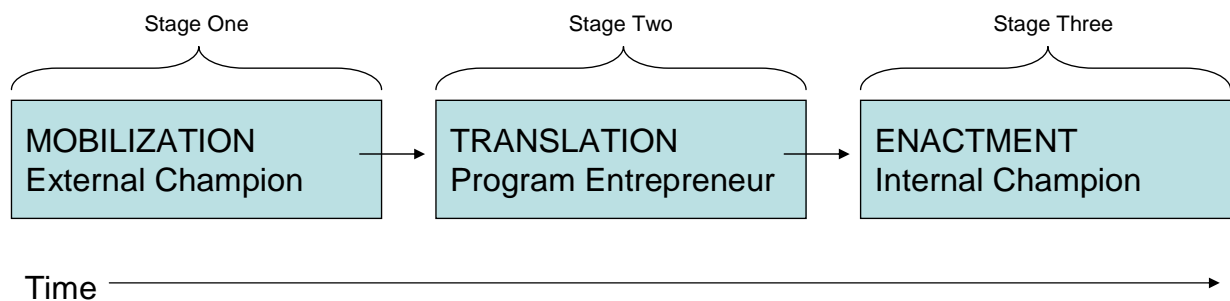 Stage One
Stage Two
Stage Three
MOBILIZATION
External Champion
TRANSLATION
Program Entrepreneur
ENACTMENT
Internal Champion
Time